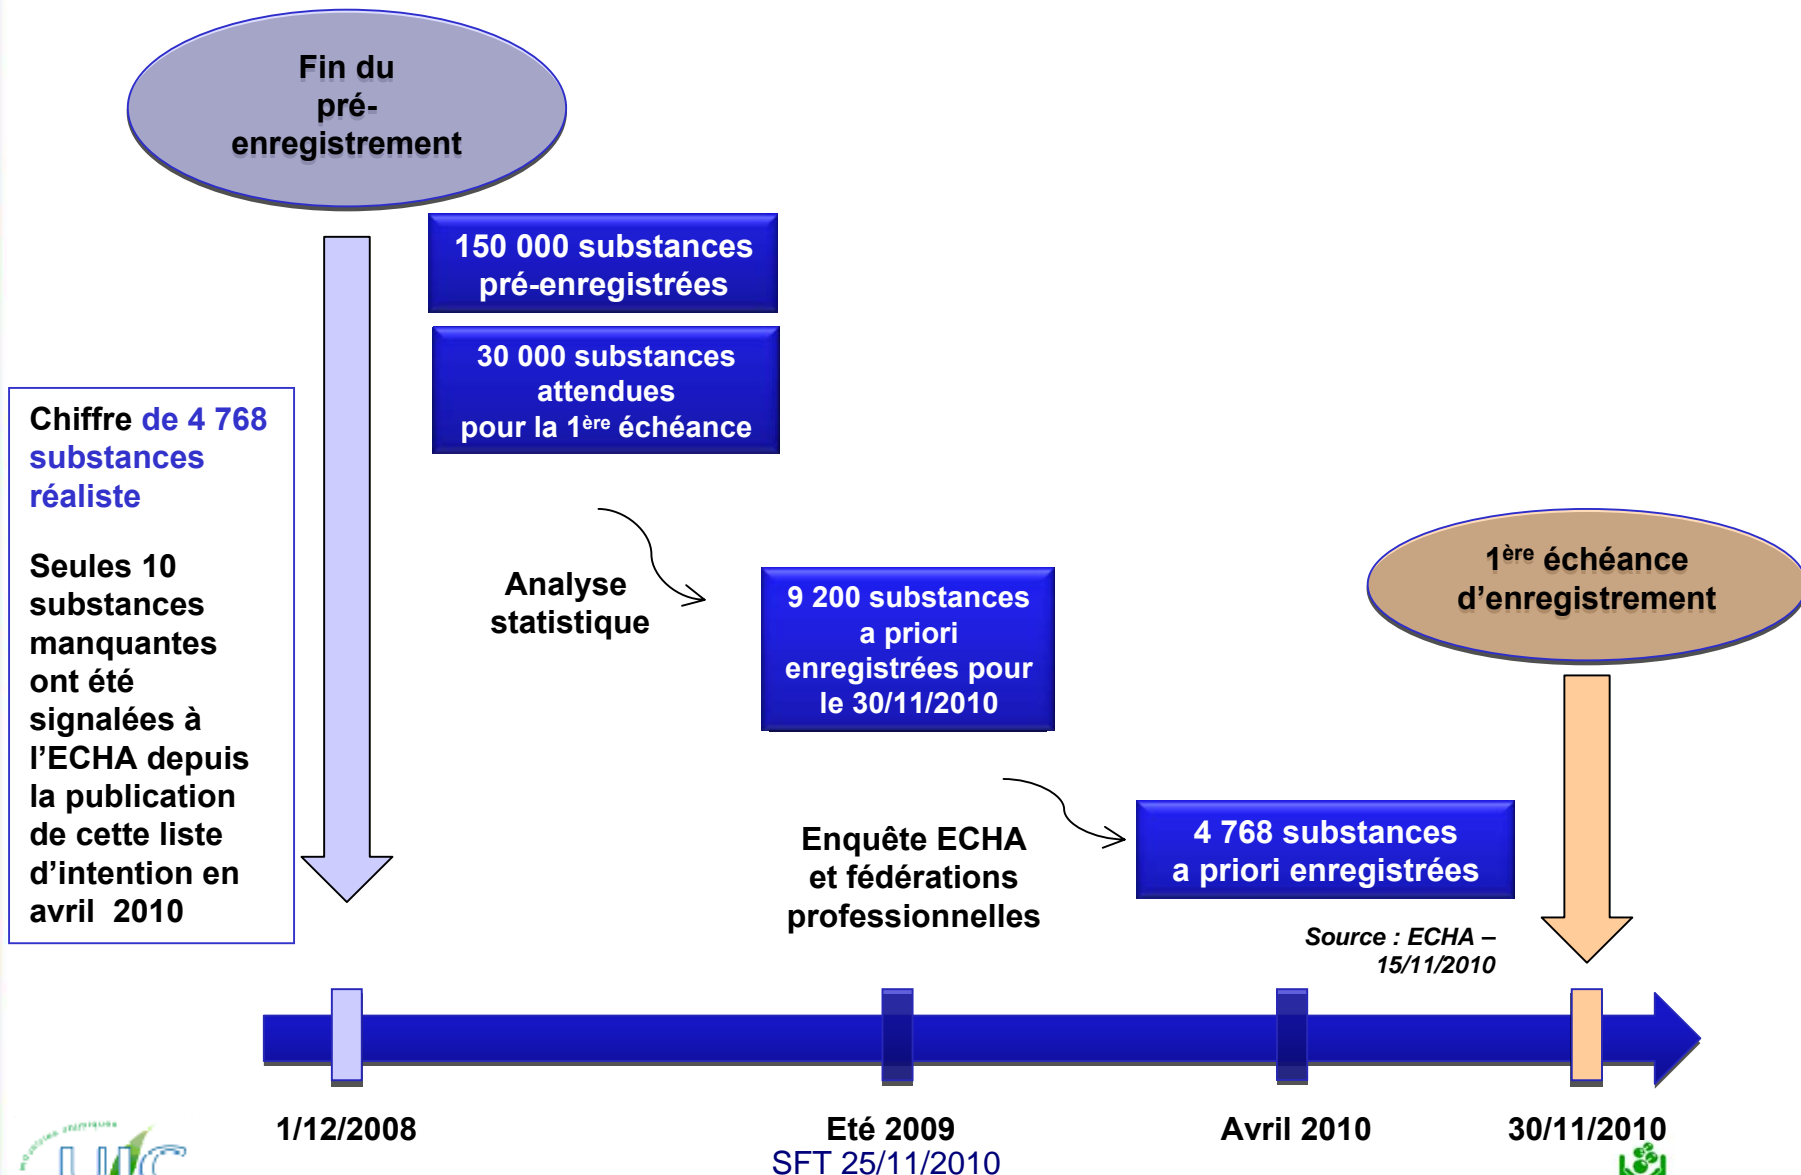 Fin du
pré-
enregistrement
150 000 substances
pré-enregistrées
30 000 substances
attendues
pour la 1ère échéance
Chiffre de 4 768
substances
réaliste
Seules 10
substances
manquantes
ont été
signalées à
l’ECHA depuis
la publication
de cette liste
d’intention en
avril 2010
Analyse
statistique
9 200 substances
a priori
enregistrées pour
le 30/11/2010
1ère échéance
d’enregistrement
Enquête ECHA
et fédérations
professionnelles
4 768 substances
a priori enregistrées
Source : ECHA –
15/11/2010
1/12/2008
Eté 2009
Avril 2010
30/11/2010
SFT 25/11/2010
UIC